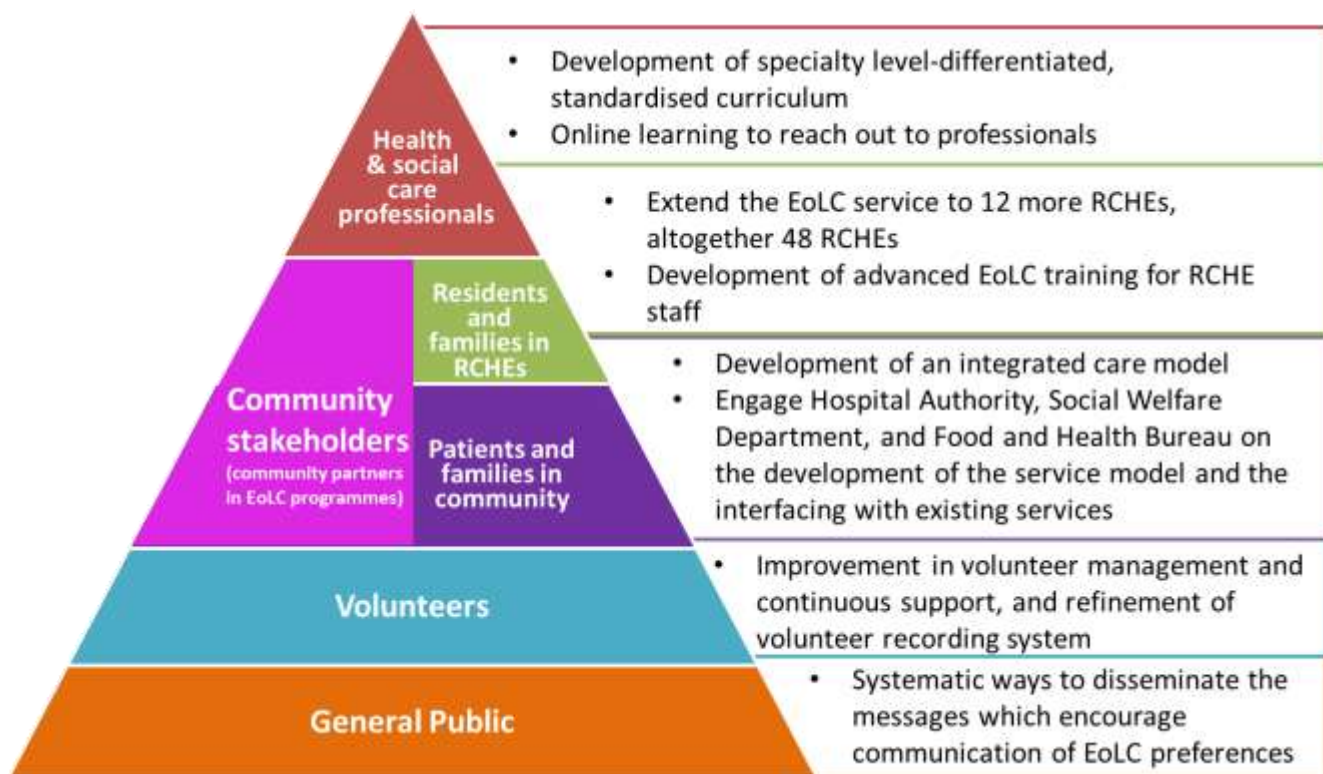 Health
& social
care
professionals
• Development of specialty level-differentiated,
standardised curriculum
• Online learning to reach out to professionals
Residents
and
families in
RCHEs
• Extend the EoLC service to 12 more RCHEs,
altogether 48 RCHEs
• Development of advanced EoLC training for RCHE
staff
Community
stakeholders
(community partners
in EoLC programmes)
Patients and
families in
community
• Development of an integrated care model
• Engage Hospital Authority, Social Welfare
Department, and Food and Health Bureau on
the development of the service model and the
interfacing with existing services
Volunteers
• Improvement in volunteer management and
continuous support, and refinement of
volunteer recording system
General Public
• Systematic ways to disseminate the
messages which encourage
communication of EoLC preferences